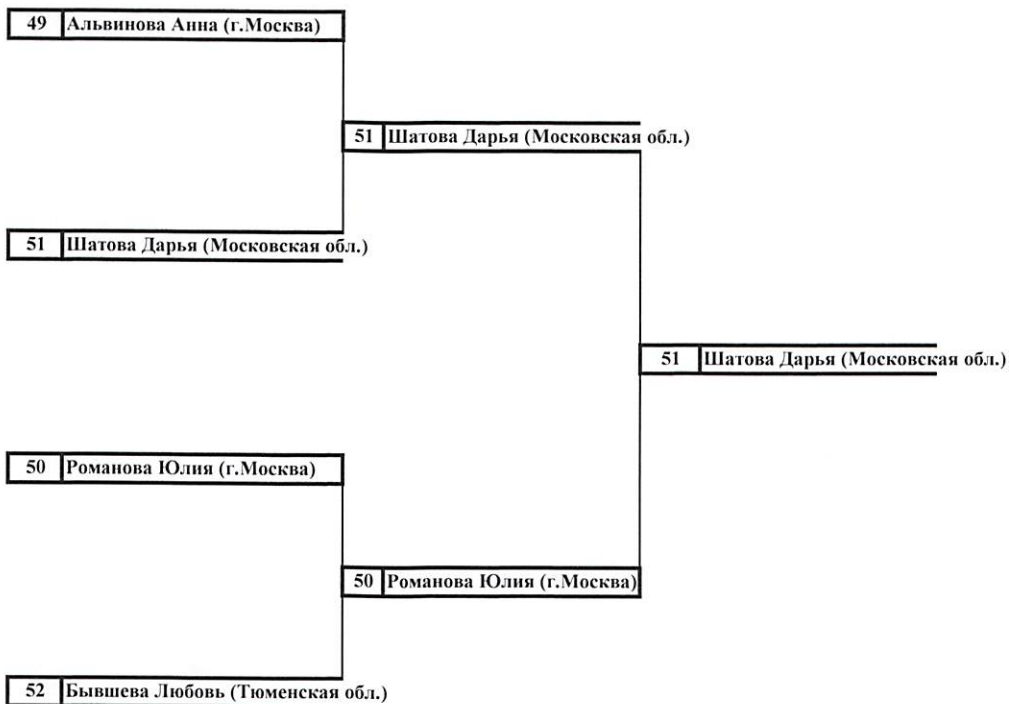 49 Альвинова Анна (г.Москва)
51 Шатова Дарья (Московская обл.)
51 Шатова Дарья (Московская обл.)
51 Шатова Дарья (Московская обл.)
50 Романова Юлия (г.Москва)
50 Романова Юлия (г.Москва)
52 Бывшева Любовь (Тюменская обл.)